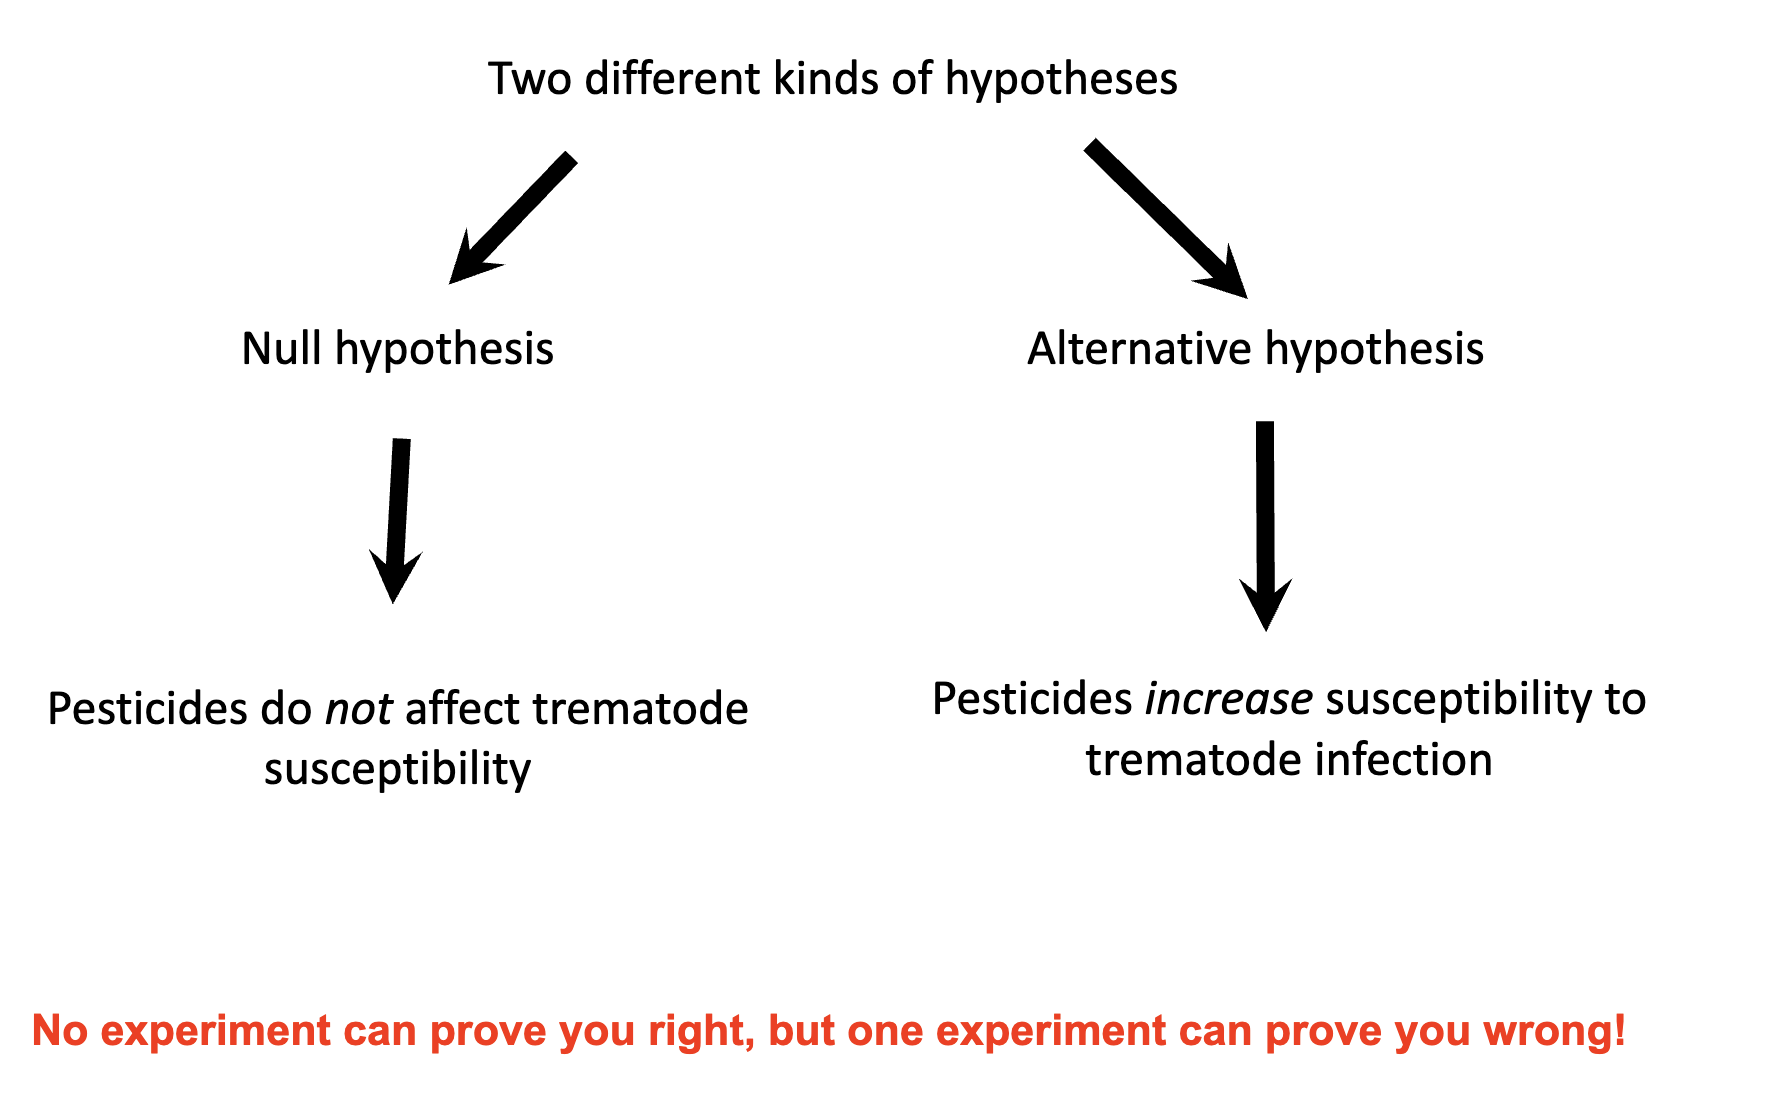 Two different kinds of hypotheses
Null hypothesis
Alternative hypothesis
Pesticides do not affect trematode
susceptibility
Pesticides increase susceptibility to
trematode infection
No experiment can prove you right, but one experiment can prove you wrong!